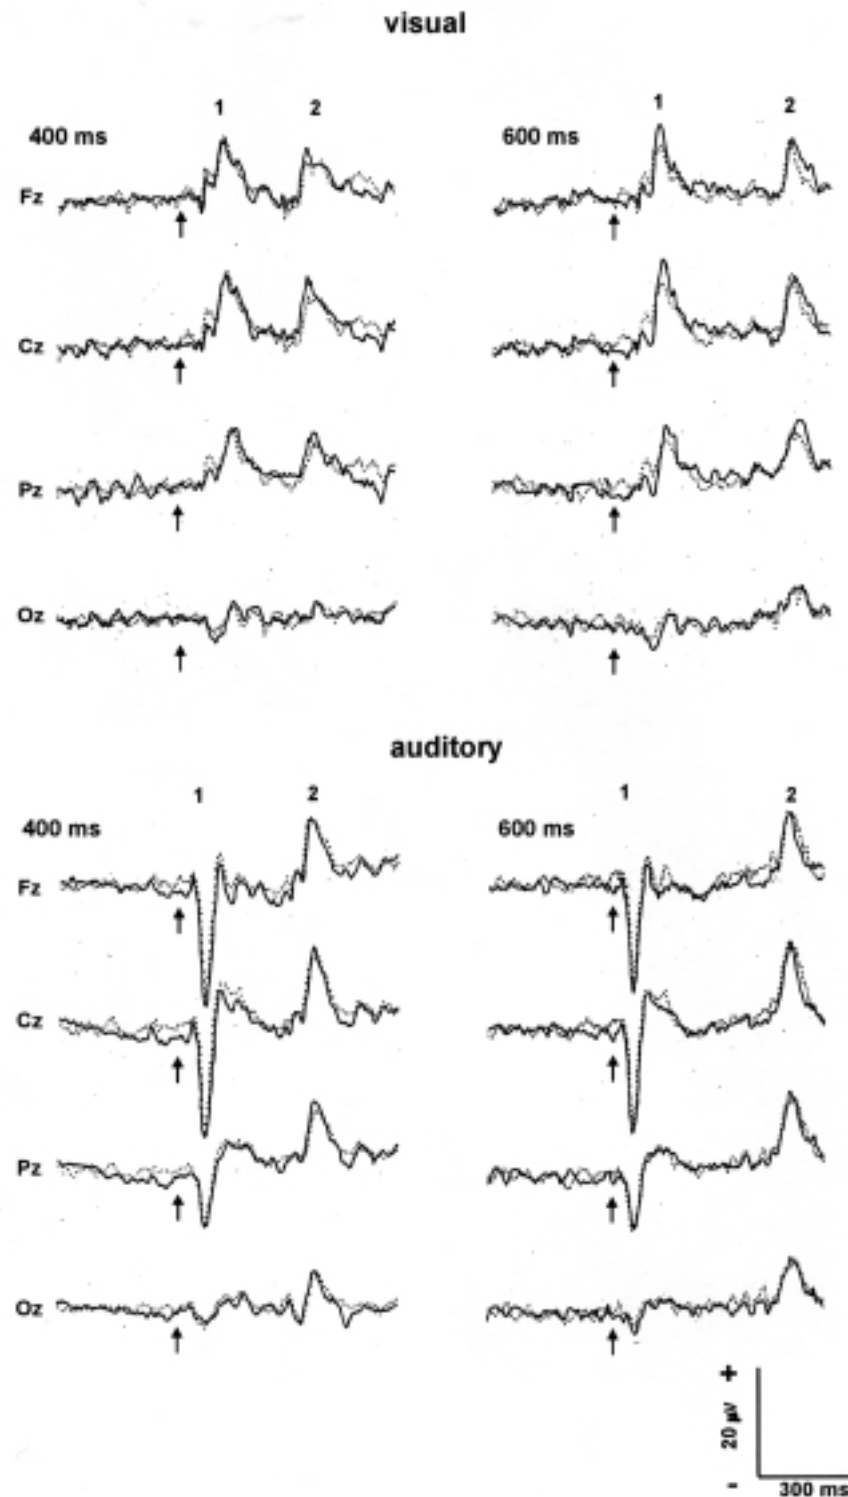 visual
1 2 1 2
400 ms 600 ms
Fz
Cz
Pz
Oz
auditory
1 2 1 2
400 ms 600 ms
Fz
Cz
Pz
Oz
+
20 µV
-
300 ms